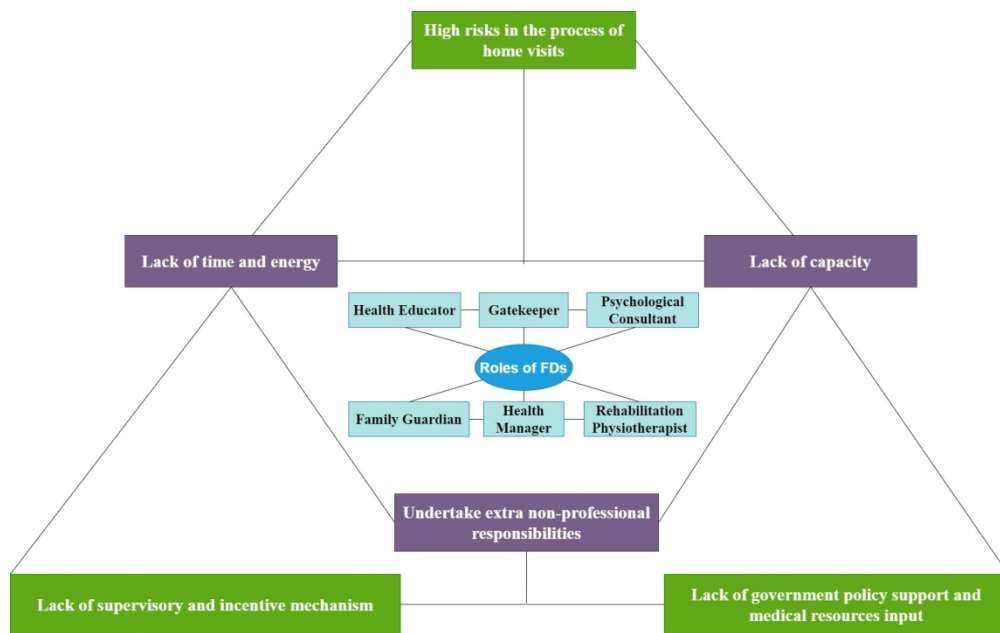 High risks in the process of
home visits
Lack of time and energy
Lack of capacity
Health Educator
Gatekeeper
Psychological
Consultant
Roles of FDs
Family Guardian
Health
Manager
Rehabilitation
Physiotherapist
Undertake extra non-professional
responsibilities
Lack of supervisory and incentive mechanism
Lack of government policy support and
medical resources input